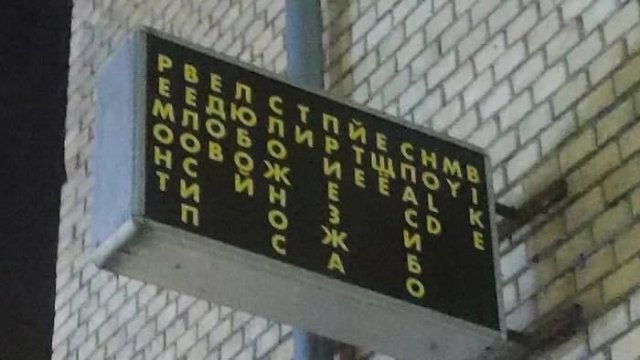 РЕМОНТ
ВЕЛОСИП
ЕДОВ
ЛЮБОЙ
СЛОЖНОС
ТИ
ПРИЕЗЖА
ЙТЕ
ЕЩЁ
СПАСИБО
HOLD
MY
BIKE